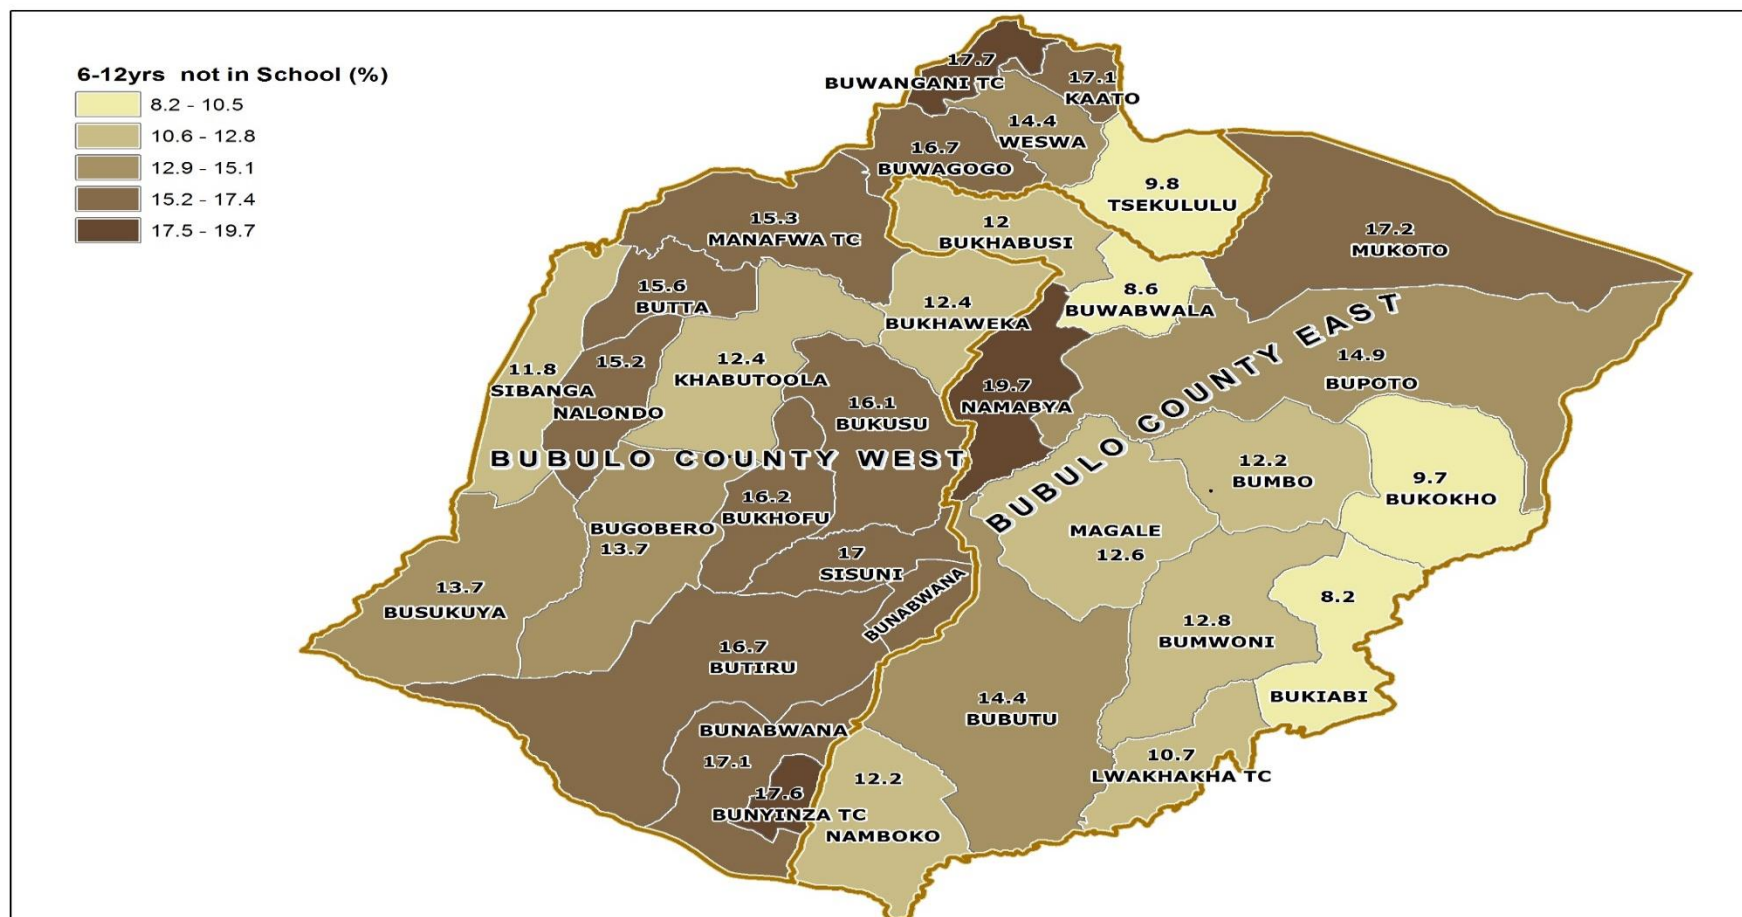 6-12yrs not in School (%)
8.2 - 10.5
10.6 - 12.8
12.9 - 15.1
15.2 - 17.4
17.5 - 19.7
17.7
BUWANGANI TC
17.1
KAATO
14.4
WESWA
16.7
BUWAGOGO
9.8
TSEKULULU
15.3
MANAFWA TC
12
BUKHABUSI
17.2
MUKOTO
15.6
BUTTA
12.4
BUKHAWEKA
8.6
BUWABWALA
11.8
SIBANGA
15.2
NALONDO
12.4
KHABUTOOLA
16.1
BUKUSU
19.7
NAMABYA
14.9
BUPOTO
BUBULO COUNTY WEST
BUBULO COUNTY EAST
12.2
BUMBO
9.7
BUKOKHO
16.2
BUKHOFU
BUGOBERO
13.7
MAGALE
12.6
17
SISUNI
BUNABWANA
13.7
BUSUKUYA
8.2
BUKIABI
12.8
BUMWONI
16.7
BUTIRU
14.4
BUBUTU
BUNABWANA
17.1
17.6
BUNYINZA TC
12.2
NAMBOKO
10.7
LWAKHAKHA TC